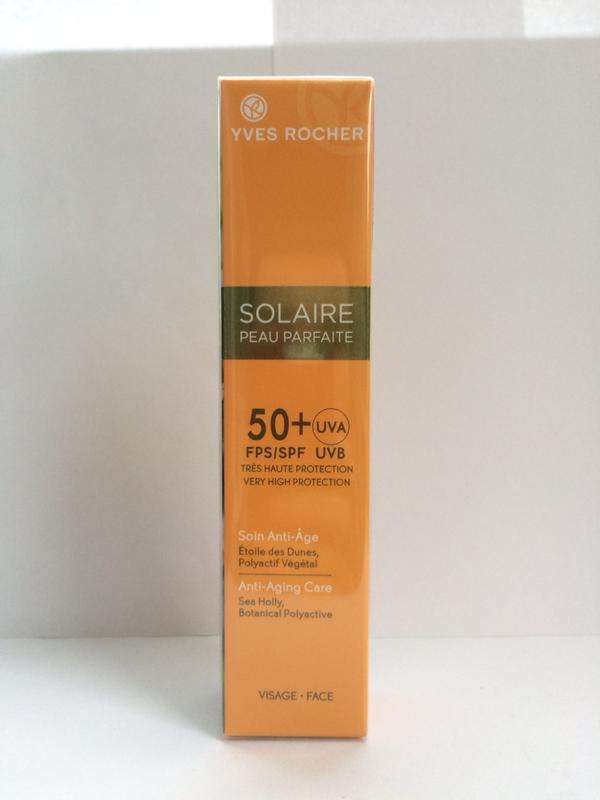 YVES ROCHER
SOLAIRE
PEAU PARFAITE
50+ UVA
FPS/SPF UVB
TRÈS HAUTE PROTECTION
VERY HIGH PROTECTION
Soin Anti-Âge
Étoile des Dunes,
Polyactif Végétal
Anti-Aging Care
Sea Holly,
Botanical Polyactive
VISAGE • FACE